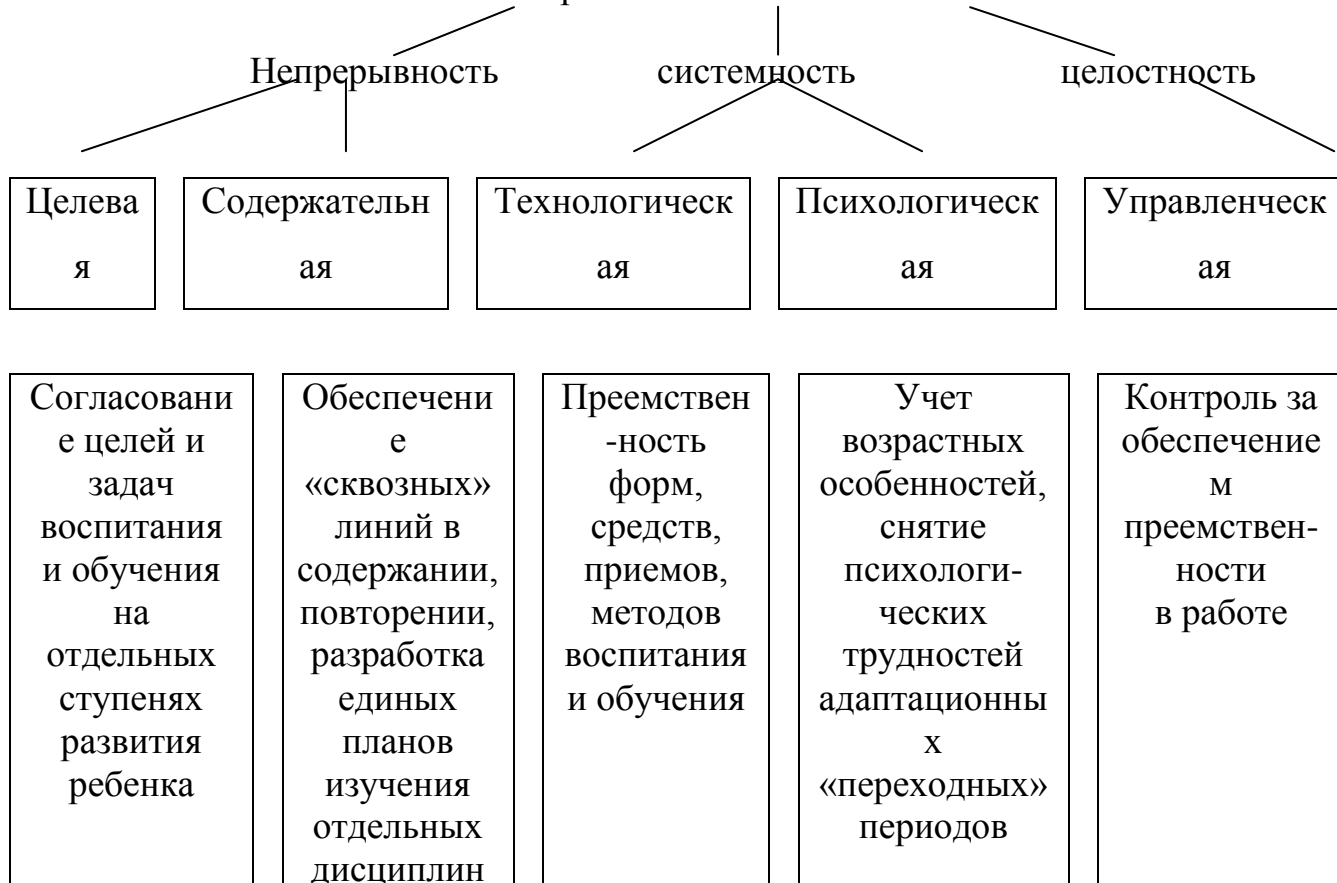 Непрерывность системность целостность
Целева
я
Содержательн
ая
Технологическ
ая
Психологическ
ая
Управленческ
ая
Согласовани
е целей и
задач
воспитания
и обучения
на
отдельных
ступенях
развития
ребенка
Обеспечени
е
«сквозных»
линий в
содержании,
повторении,
разработка
единых
планов
изучения
отдельных
дисциплин
Преемствен
-ность
форм,
средств,
приемов,
методов
воспитания
и обучения
Учет
возрастных
особенностей,
снятие
психологи-
ческих
трудностей
адаптационны
х
«переходных»
периодов
Контроль за
обеспечение
м
преемствен-
ности
в работе